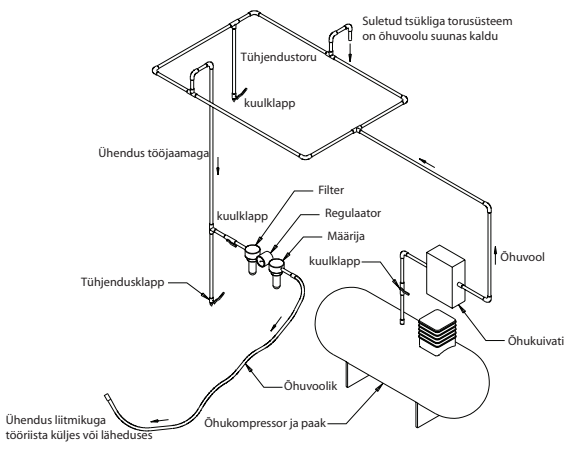 Suletud tsükliga torusüsteem
on õhuvoolu suunas kaldu
Tühjendustoru
kuulklapp
Ühendus tööjaamaga
Filter
kuulklapp
Regulaator
Määrija
kuulklapp
Õhuvool
Tühjendusklapp
Õhukuivati
Õhuvoolik
Ühendus liitmikuga
tööriista küljes või läheduses
Õhukompressor ja paak